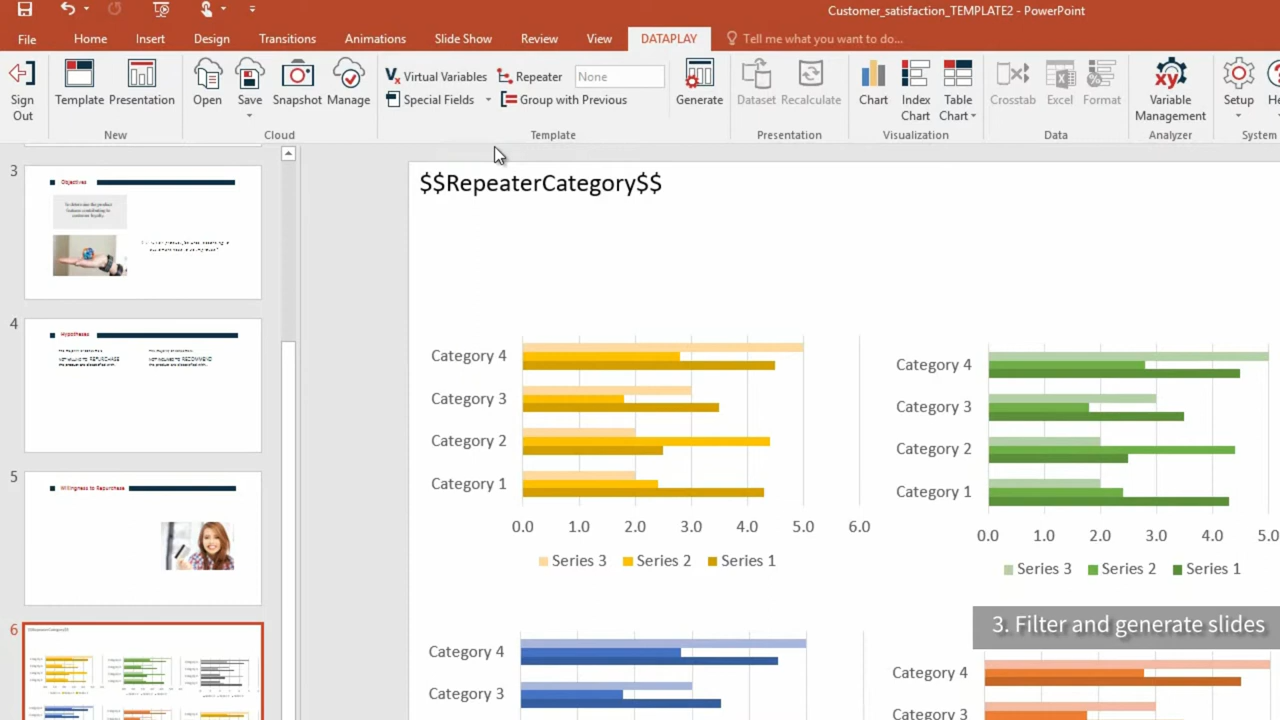 Customer_satisfaction_TEMPLATE2 - PowerPoint
File Home Insert Design Transitions Animations Slide Show Review View DATAPLAY Tell me what you want to do...
Sign Out
Template Presentation
New
Open Save Snapshot Manage
Cloud
Virtual Variables Repeater None
Special Fields Group with Previous
Generate
Template
Dataset Recalculate
Presentation
Chart Index Chart Table Chart
Visualization
Crosstab Excel Format
Data
Variable Management
Analyzer
Setup
System
3
Objectives
4
Hypotheses
5
Willingness to Repurchase
6
$$RepeaterCategory$$
$$RepeaterCategory$$
Category 4
Category 3
Category 2
Category 1
0.0 1.0 2.0 3.0 4.0 5.0 6.0
Series 3 Series 2 Series 1
Category 4
Category 3
Category 2
Category 1
0.0 1.0 2.0 3.0 4.0 5.0
Series 3 Series 2 Series 1
3. Filter and generate slides
Category 4
Category 3
Category 4
Category 3